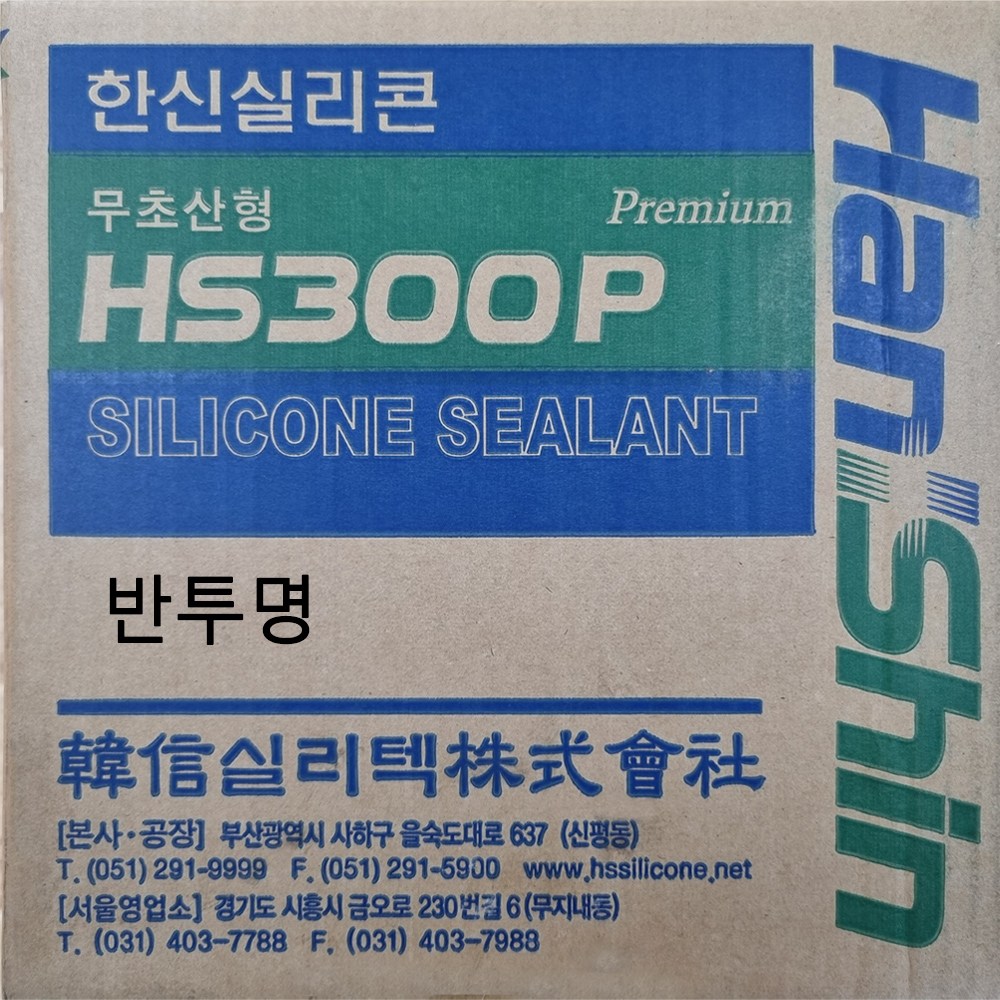 한신실리콘
무초산형 Premium
HS300P
SILICONE SEALANT
반투명
韓信실리텍株式會社
[본사·공장] 부산광역시 사하구 을숙도대로 637 (신평동)
T. (051) 291-9999 F. (051) 291-5900 www.hssilicone.net
[서울영업소] 경기도 시흥시 금오로 230번길 6 (무지내동)
T. (031) 403-7788 F. (031) 403-7988
HanShin